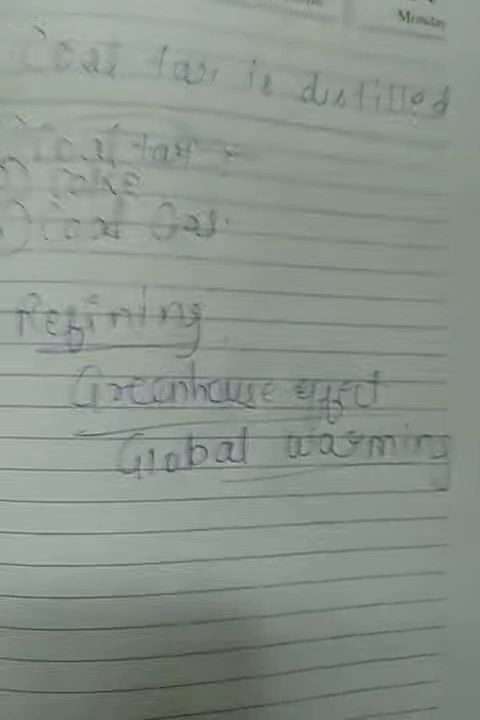 Monday
Coal tar is distilled
Coal tar -
Coke
Coal Gas.
Refining
Greenhouse effect
Global warming